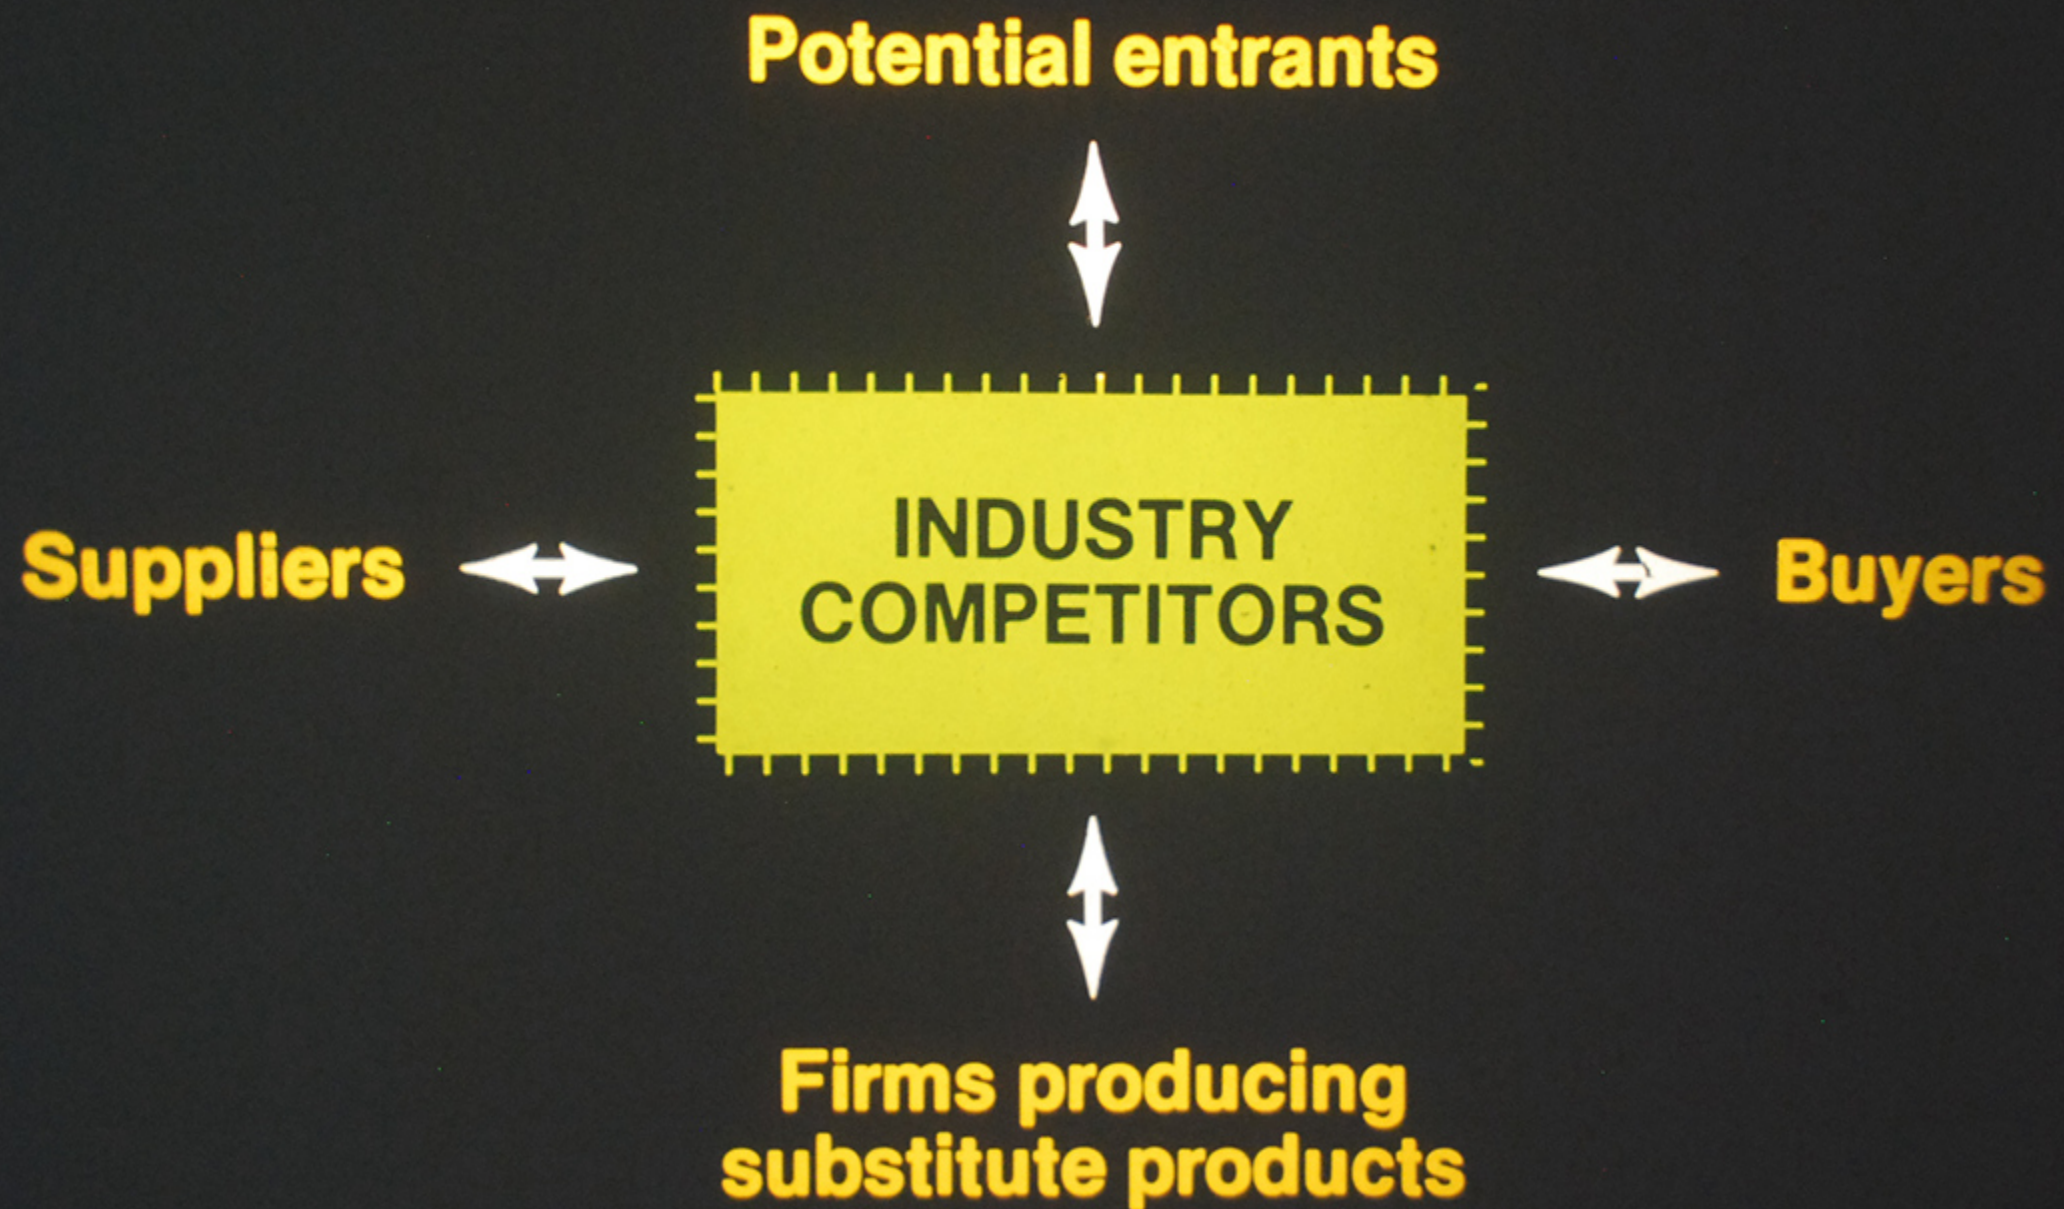 Potential entrants
Suppliers
INDUSTRY
COMPETITORS
Buyers
Firms producing
substitute products